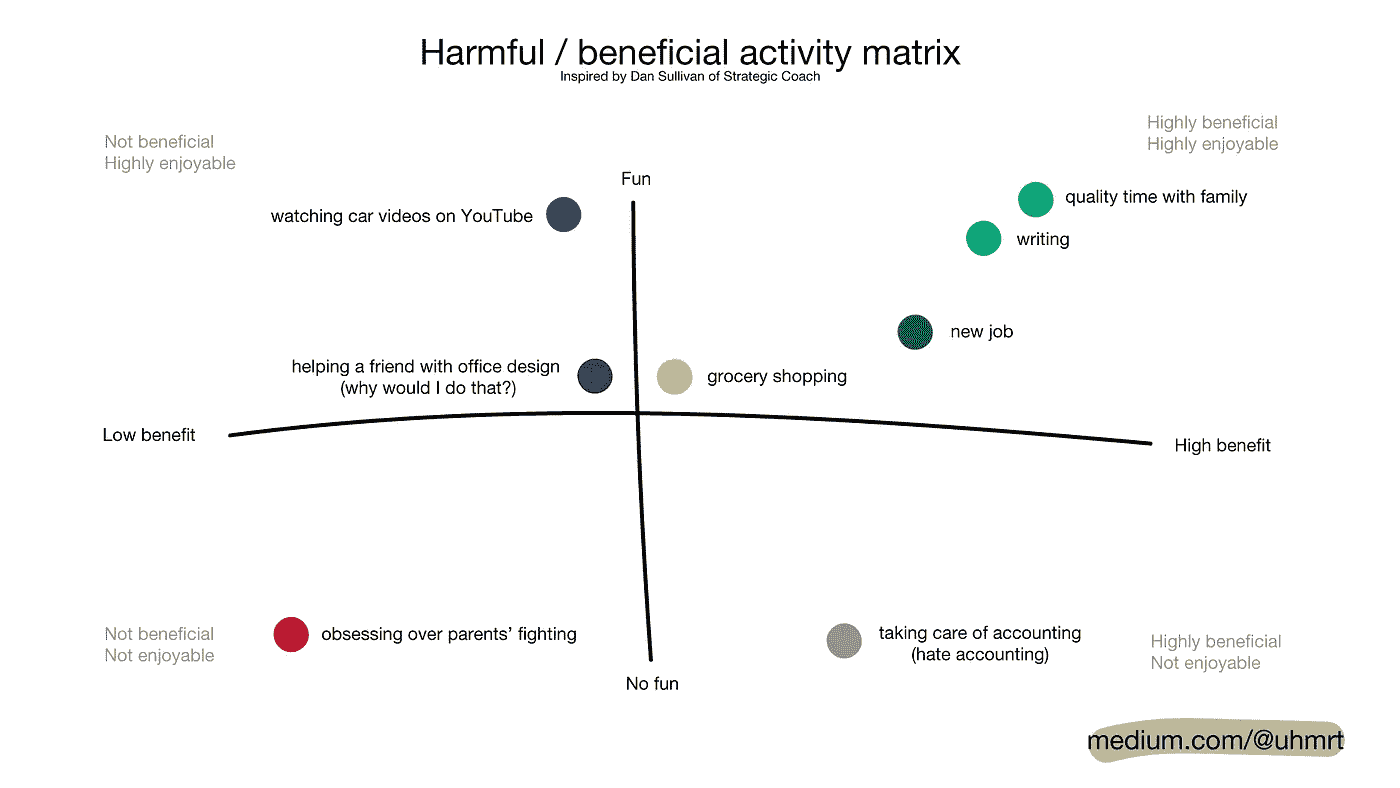 Harmful / beneficial activity matrix
Inspired by Dan Sullivan of Strategic Coach
Not beneficial
Highly enjoyable
Highly beneficial
Highly enjoyable
Fun
watching car videos on YouTube
quality time with family
writing
new job
helping a friend with office design
(why would I do that?)
grocery shopping
Low benefit
High benefit
Not beneficial
Not enjoyable
obsessing over parents’ fighting
taking care of accounting
(hate accounting)
Highly beneficial
Not enjoyable
No fun
medium.com/@uhmrt